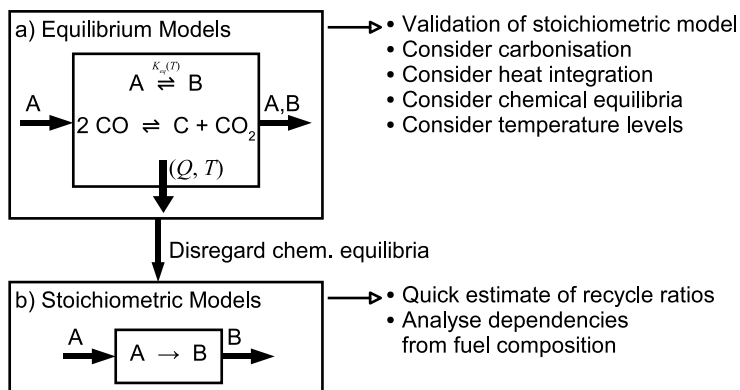 a) Equilibrium Models
K_eq(T)
A ⇌ B
A
2 CO ⇌ C + CO₂
A,B
(Q, T)
• Validation of stoichiometric model
• Consider carbonisation
• Consider heat integration
• Consider chemical equilibria
• Consider temperature levels
Disregard chem. equilibria
b) Stoichiometric Models
A
A → B
B
• Quick estimate of recycle ratios
• Analyse dependencies
from fuel composition